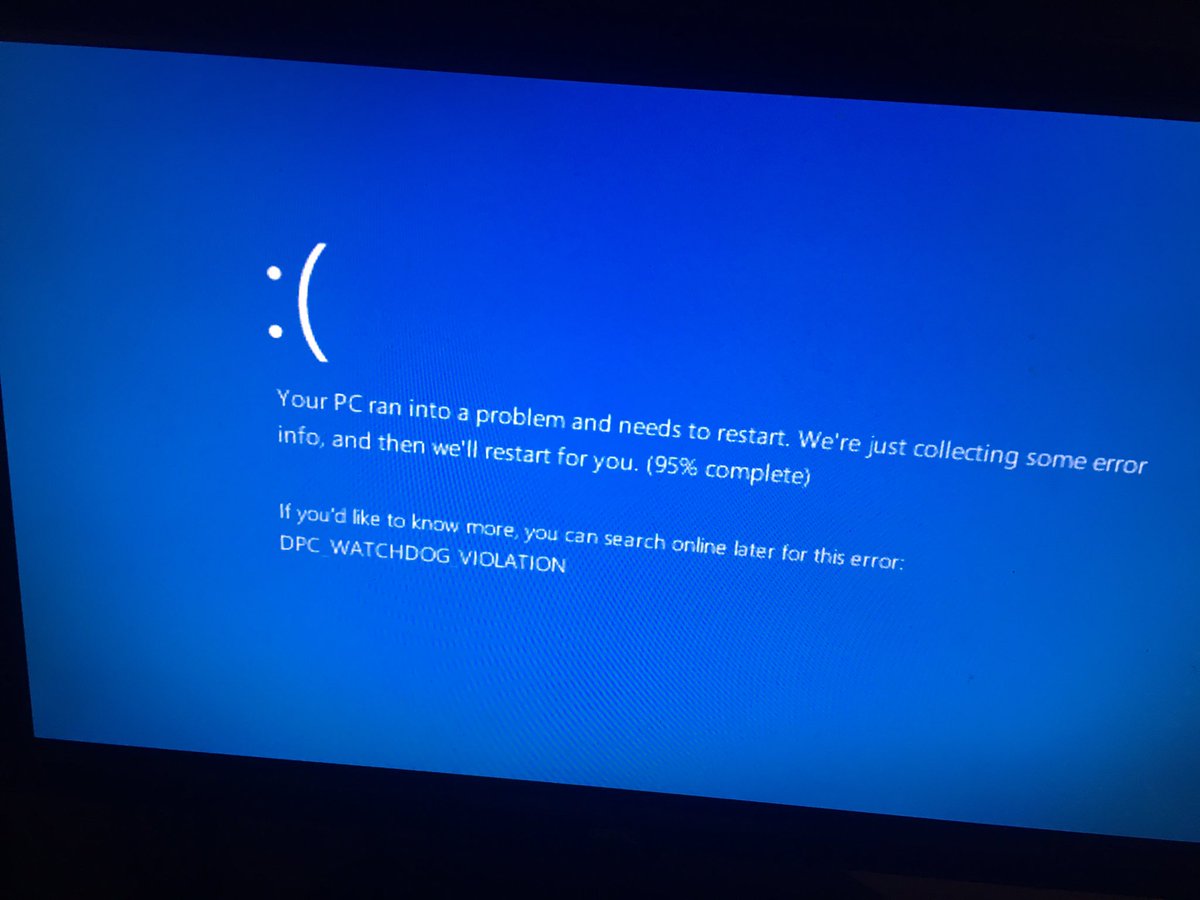 :(
Your PC ran into a problem and needs to restart. We're just collecting some error
info, and then we'll restart for you. (95% complete)
If you'd like to know more, you can search online later for this error:
DPC_WATCHDOG_VIOLATION